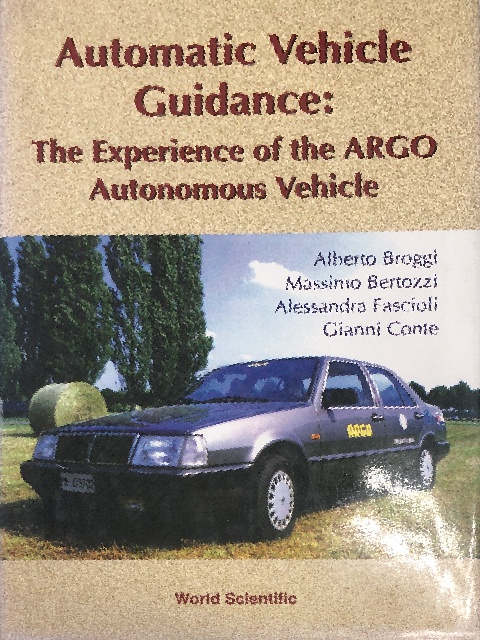 Automatic Vehicle
Guidance:
The Experience of the ARGO
Autonomous Vehicle
Alberto Broggi
Massimo Bertozzi
Alessandra Fascioli
Gianni Conte
ARGO
World Scientific